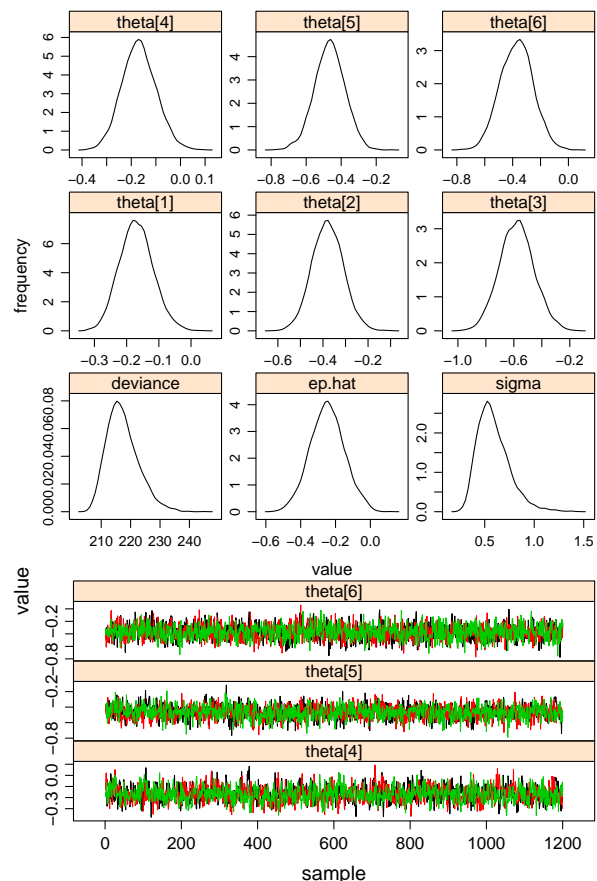 theta[4] theta[5] theta[6]
0 1 2 3 4 5 6
0 2 4
0 1 2 3
−0.4 −0.2 0.0 0.1
−0.8 −0.6 −0.4 −0.2
−0.8 −0.4 0.0
theta[1] theta[2] theta[3]
frequency
0 2 4 6
0 1 2 3 4 5 6
0 1 2 3
−0.3 −0.2 −0.1 0.0
−0.6 −0.4 −0.2
−1.0 −0.6 −0.2
deviance ep.hat sigma
0.000.020.040.060.08
0 1 2 3 4
0.0 1.0 2.0
210 220 230 240
−0.6 −0.4 −0.2 0.0
0.5 1.0 1.5
value
value
theta[6]
−0.8 −0.2
theta[5]
−0.8 −0.2
theta[4]
−0.3 0.0
0 200 400 600 800 1000 1200
sample